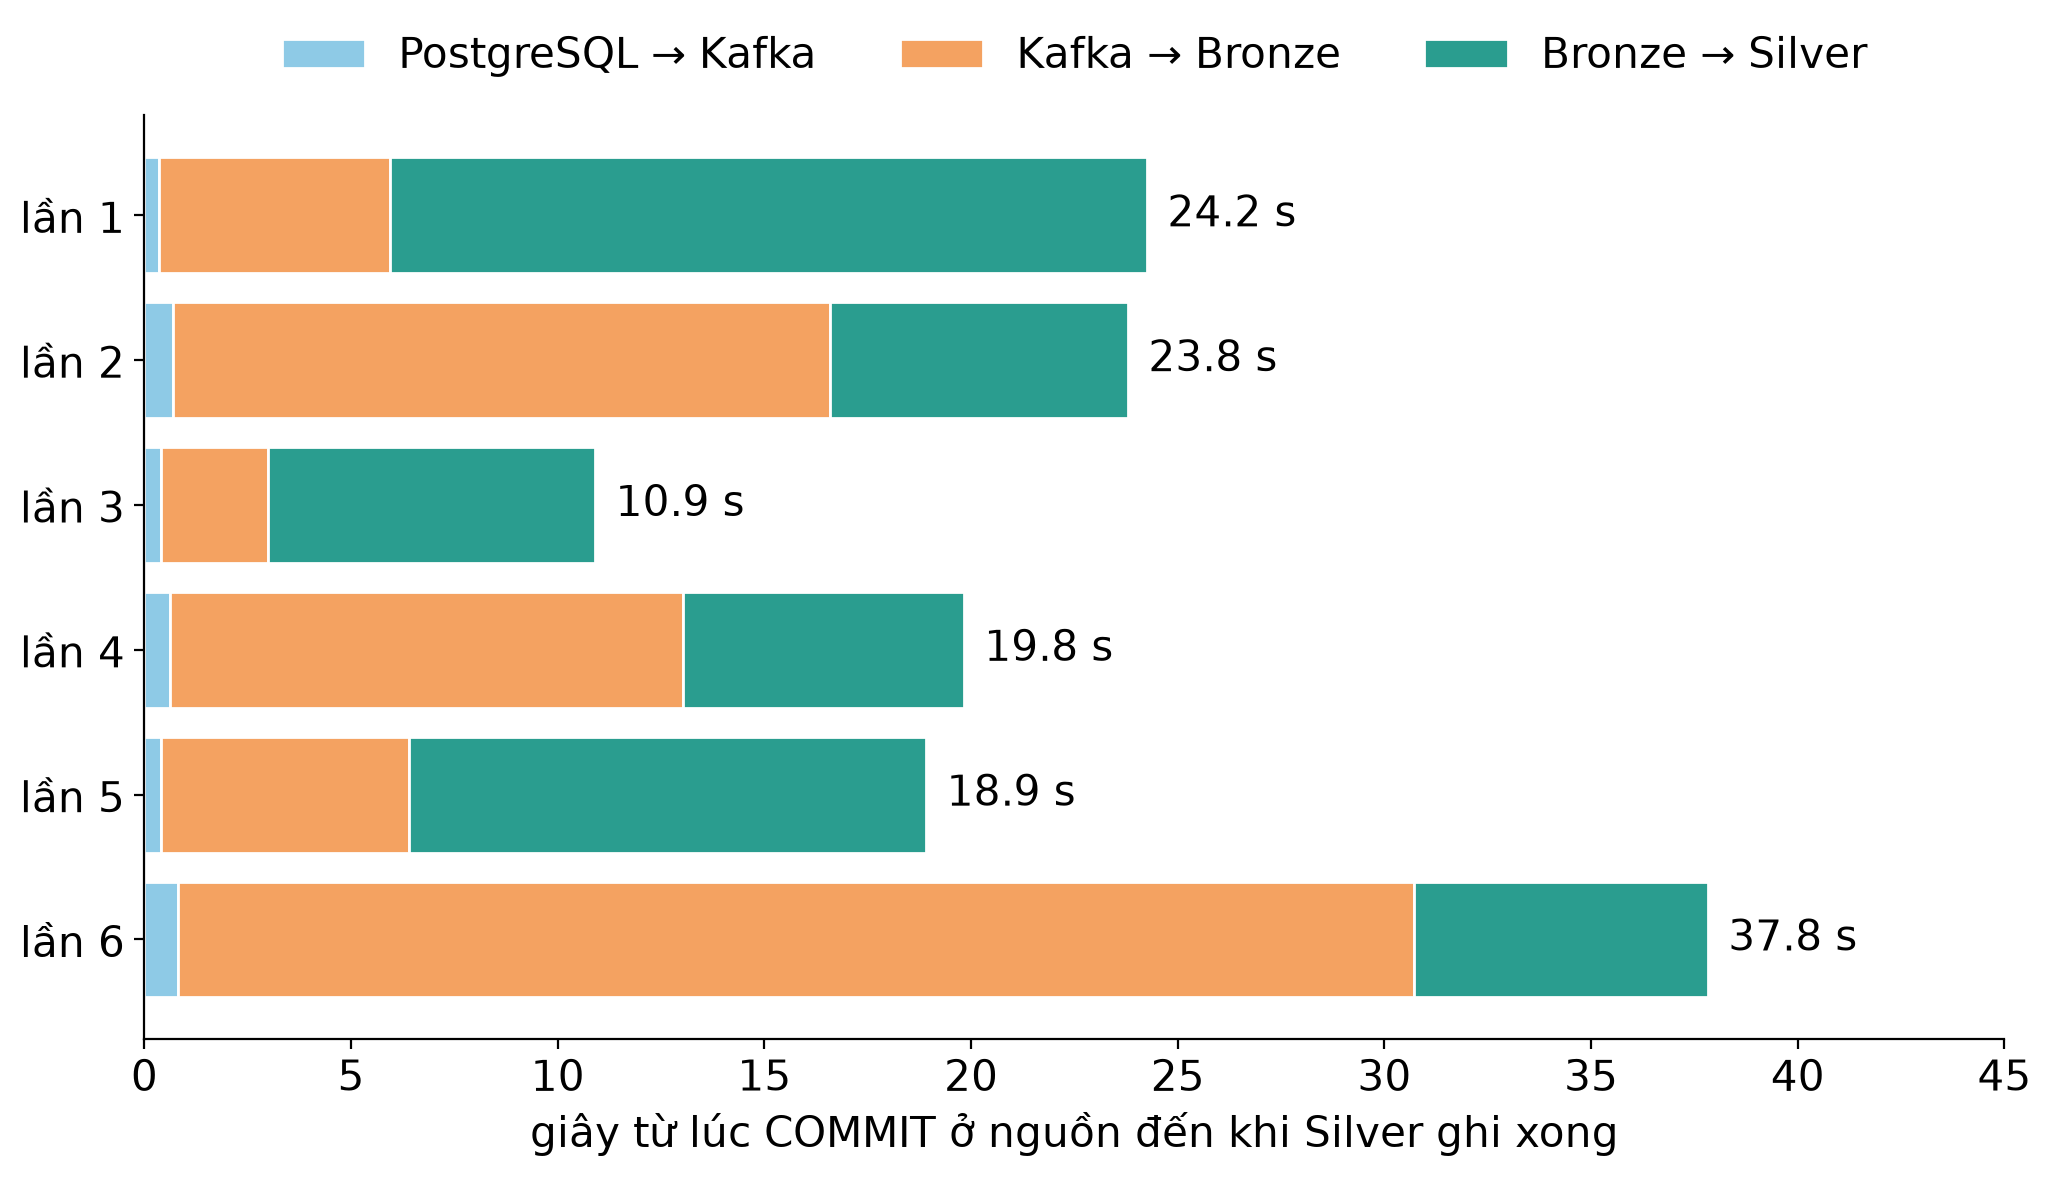 PostgreSQL → Kafka Kafka → Bronze Bronze → Silver
lần 1 24.2 s
lần 2 23.8 s
lần 3 10.9 s
lần 4 19.8 s
lần 5 18.9 s
lần 6 37.8 s
0 5 10 15 20 25 30 35 40 45
giây từ lúc COMMIT ở nguồn đến khi Silver ghi xong